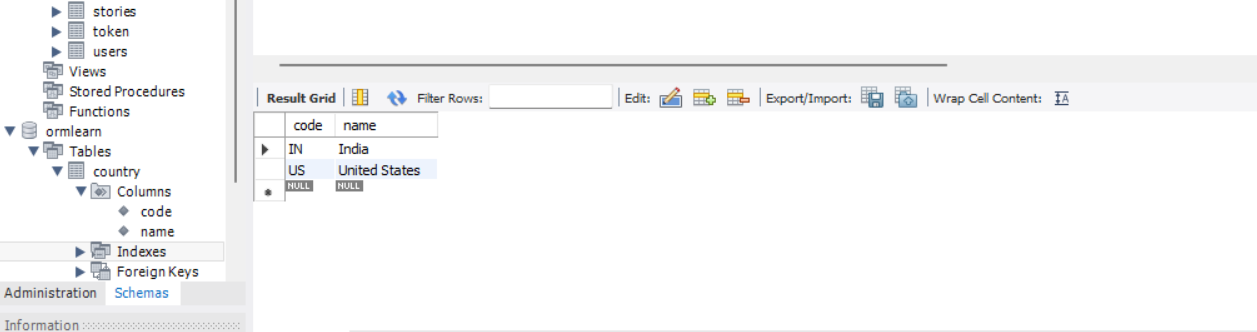 stories
token
users
Views
Stored Procedures
Functions
ormlearn
Tables
country
Columns
code
name
Indexes
Foreign Keys
Administration Schemas
Information
Result Grid Filter Rows: Edit: Export/Import: Wrap Cell Content: IA
code name
IN India
US United States
NULL NULL